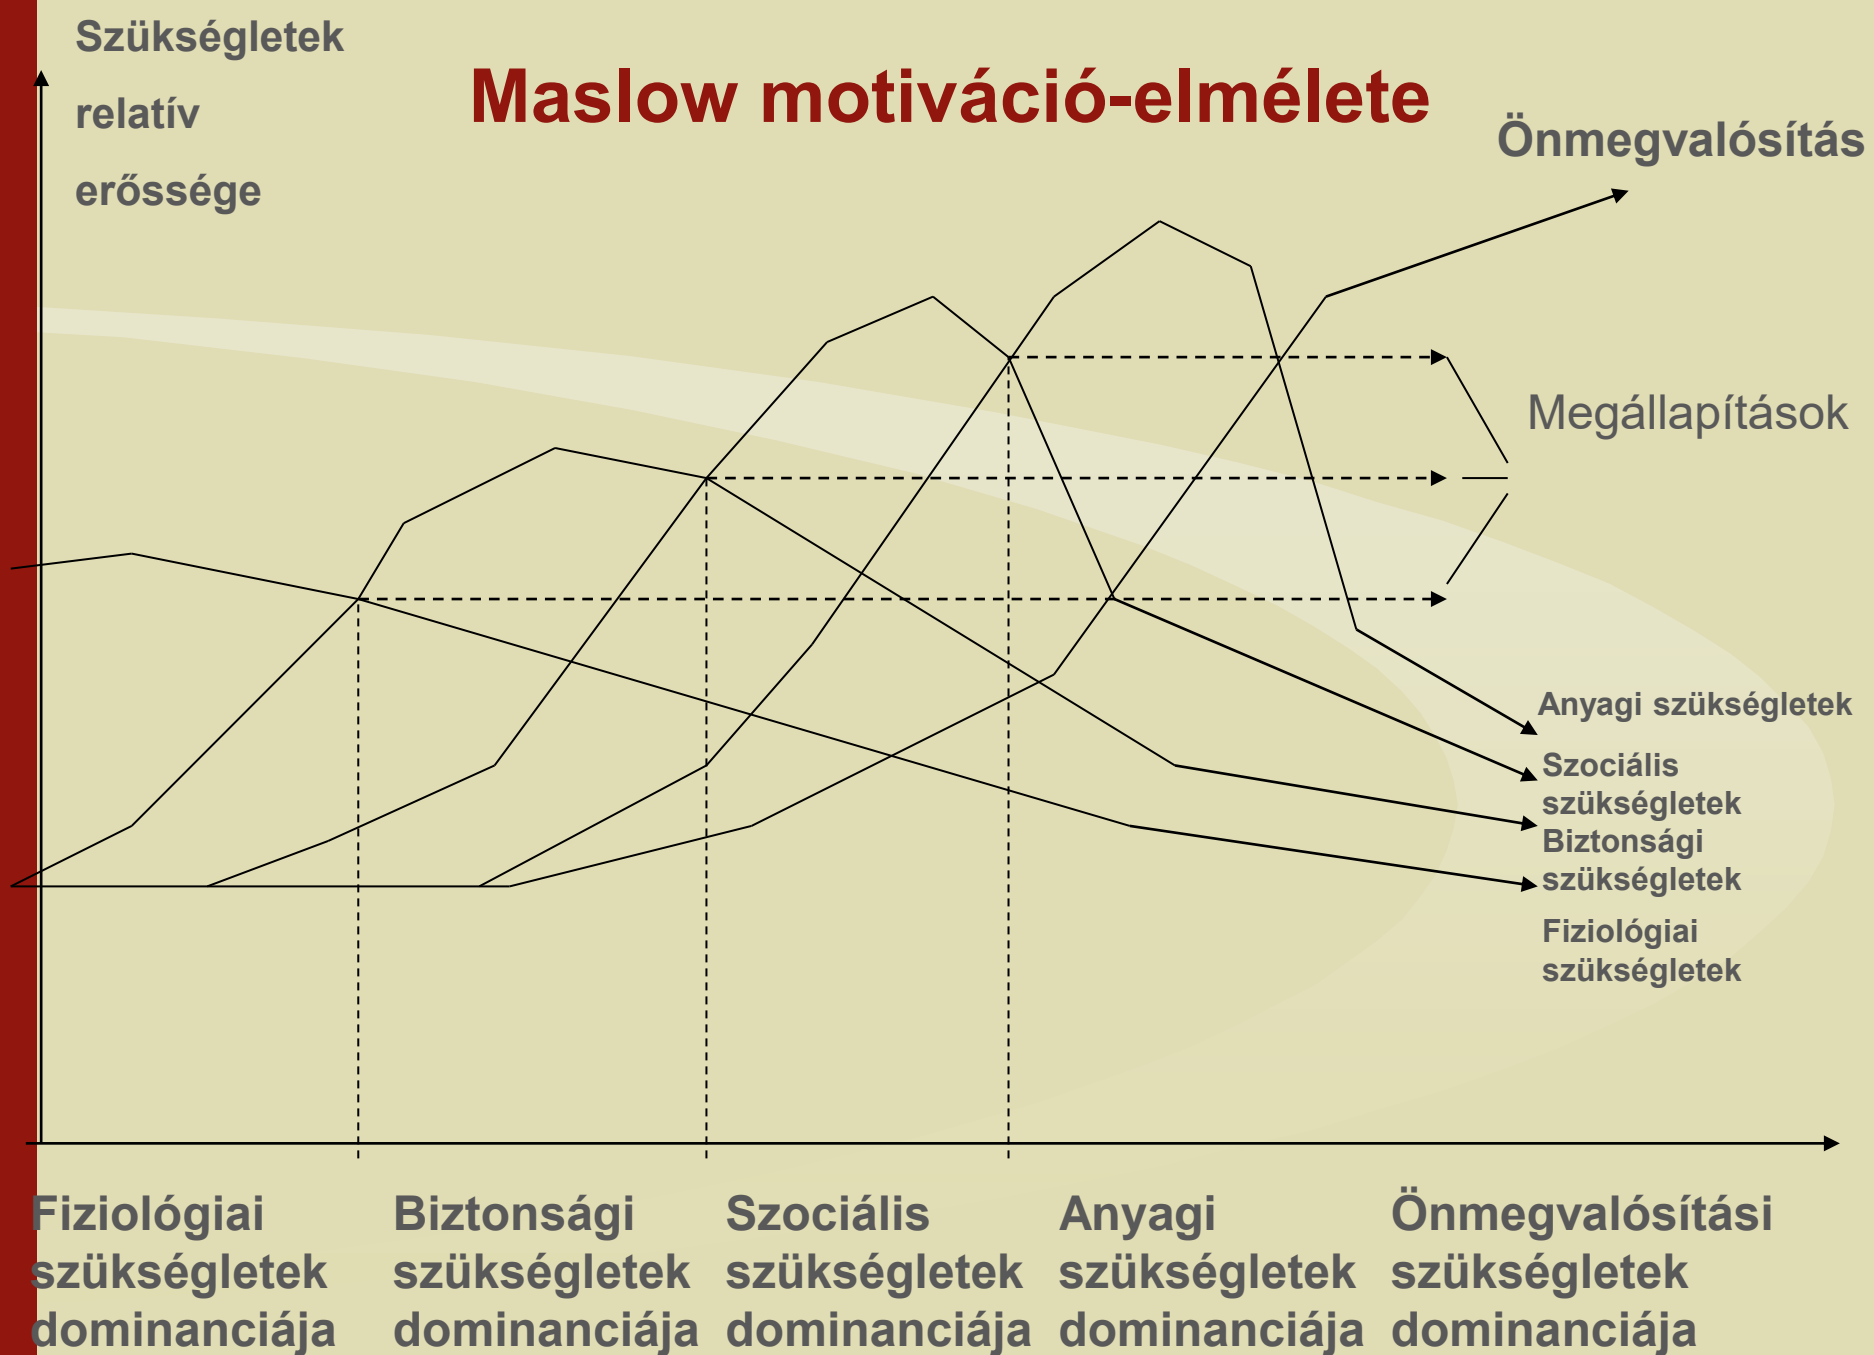 Szükségletek
relatív
erőssége
Maslow motiváció-elmélete
Önmegvalósítás
Megállapítások
Anyagi szükségletek
Szociális
szükségletek
Biztonsági
szükségletek
Fiziológiai
szükségletek
Fiziológiai
szükségletek
dominanciája
Biztonsági
szükségletek
dominanciája
Szociális
szükségletek
dominanciája
Anyagi
szükségletek
dominanciája
Önmegvalósítási
szükségletek
dominanciája